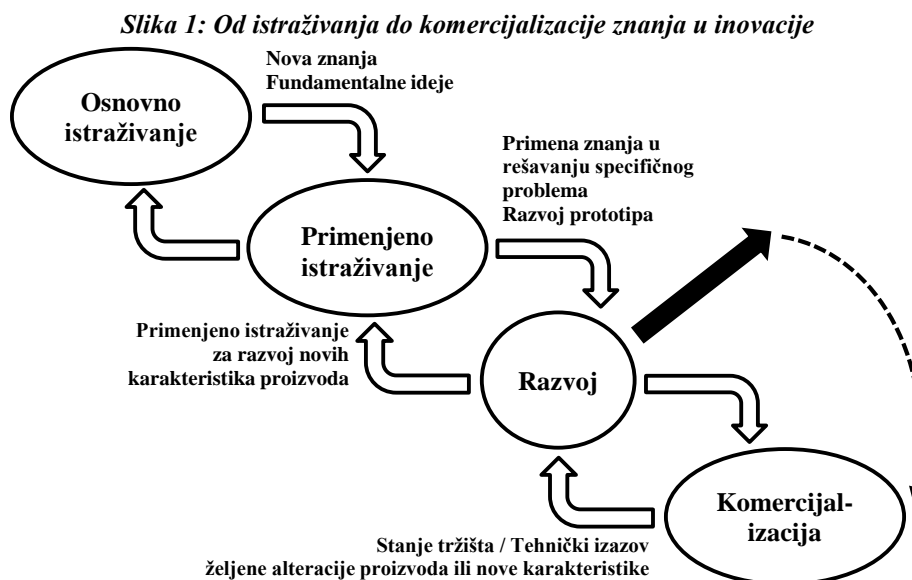 Slika 1: Od istraživanja do komercijalizacije znanja u inovacije
Nova znanja
Fundamentalne ideje
Osnovno
istraživanje
Primena znanja u
rešavanju specifičnog
problema
Razvoj prototipa
Primenjeno
istraživanje
Primenjeno istraživanje
za razvoj novih
karakteristika proizvoda
Razvoj
Komercijal-
izacija
Stanje tržišta / Tehnički izazov
željene alteracije proizvoda ili nove karakteristike